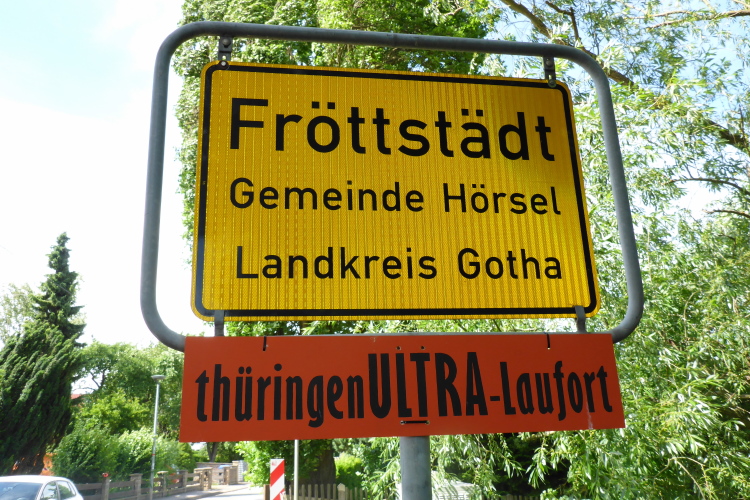 Fröttstädt
Gemeinde Hörsel
Landkreis Gotha
thüringenULTRA-Laufort